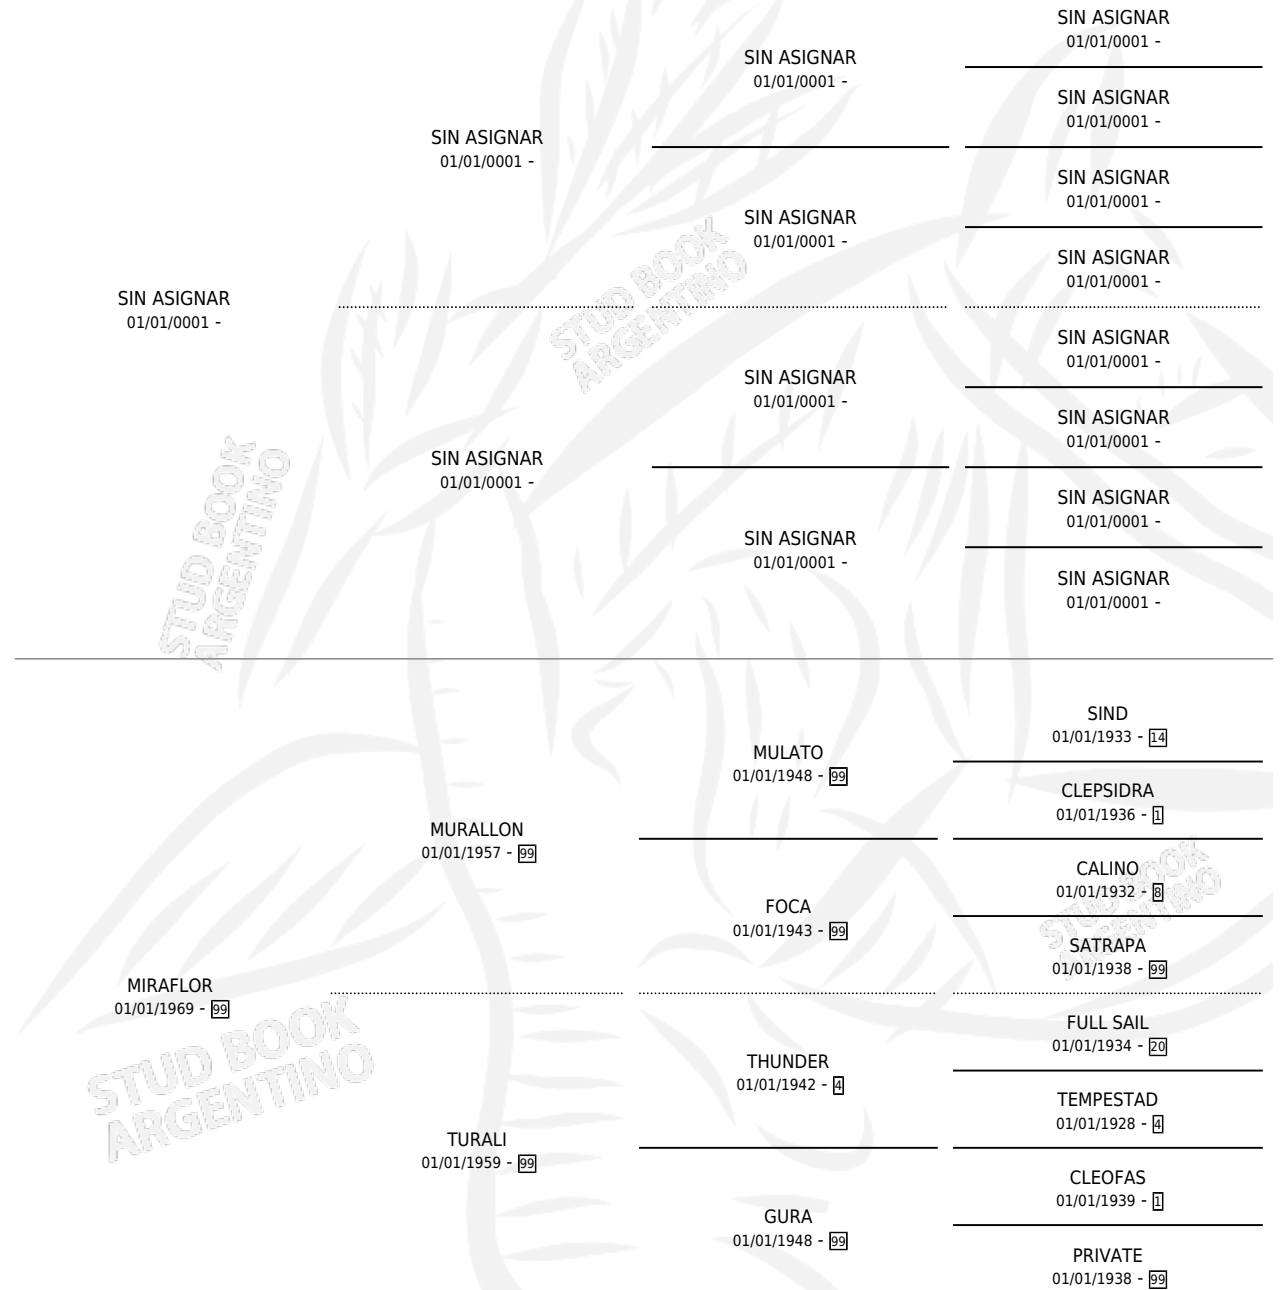 SIN ASIGNAR
01/01/0001 -
SIN ASIGNAR
01/01/0001 -
SIN ASIGNAR
01/01/0001 -
SIN ASIGNAR
01/01/0001 -
SIN ASIGNAR
01/01/0001 -
SIN ASIGNAR
01/01/0001 -
SIN ASIGNAR
01/01/0001 -
SIN ASIGNAR
01/01/0001 -
SIN ASIGNAR
01/01/0001 -
SIN ASIGNAR
01/01/0001 -
SIN ASIGNAR
01/01/0001 -
SIN ASIGNAR
01/01/0001 -
SIN ASIGNAR
01/01/0001 -
SIN ASIGNAR
01/01/0001 -
SIN ASIGNAR
01/01/0001 -
STUD BOOK
ARGENTINO
STUD BOOK
ARGENTINO
SIND
01/01/1933 - 14
MULATO
01/01/1948 - 99
CLEPSIDRA
01/01/1936 - 1
MURALLON
01/01/1957 - 99
CALINO
01/01/1932 - 8
FOCA
01/01/1943 - 99
SATRAPA
01/01/1938 - 99
MIRAFLOR
01/01/1969 - 99
FULL SAIL
01/01/1934 - 20
THUNDER
01/01/1942 - 4
TEMPESTAD
01/01/1928 - 4
TURALI
01/01/1959 - 99
CLEOFAS
01/01/1939 - 1
GURA
01/01/1948 - 99
PRIVATE
01/01/1938 - 99
STUD BOOK
ARGENTINO
STUD BOOK
ARGENTINO